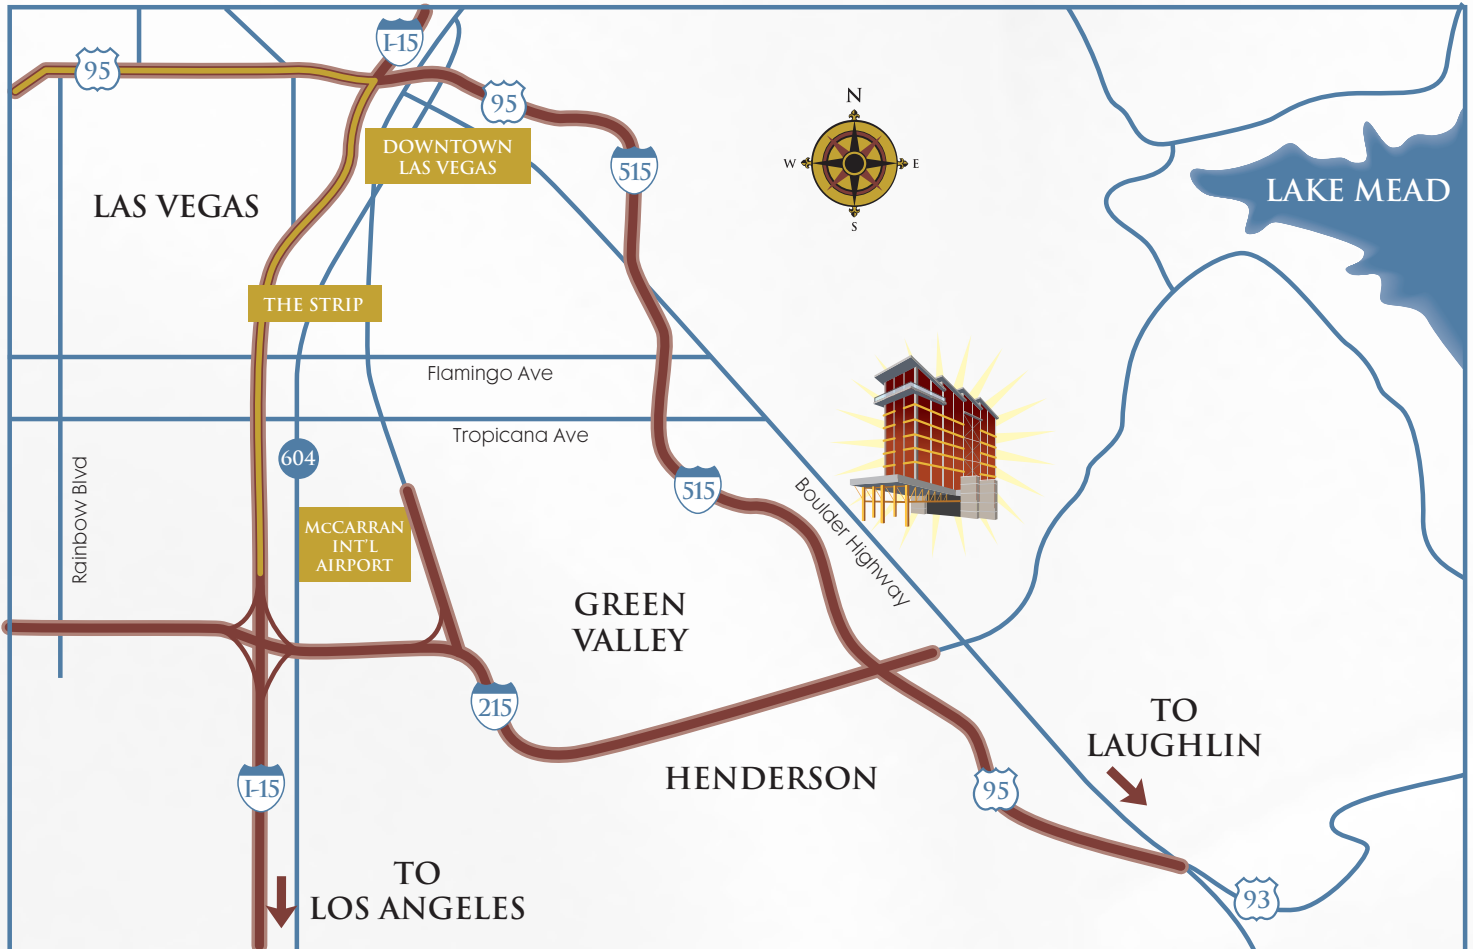 I-15
95
95
N
DOWNTOWN
LAS VEGAS
515
W
E
S
LAS VEGAS
LAKE MEAD
THE STRIP
Flamingo Ave
Tropicana Ave
604
515
Rainbow Blvd
Boulder Highway
McCARRAN
INT'L
AIRPORT
GREEN
VALLEY
215
TO
LAUGHLIN
HENDERSON
I-15
95
TO
LOS ANGELES
93